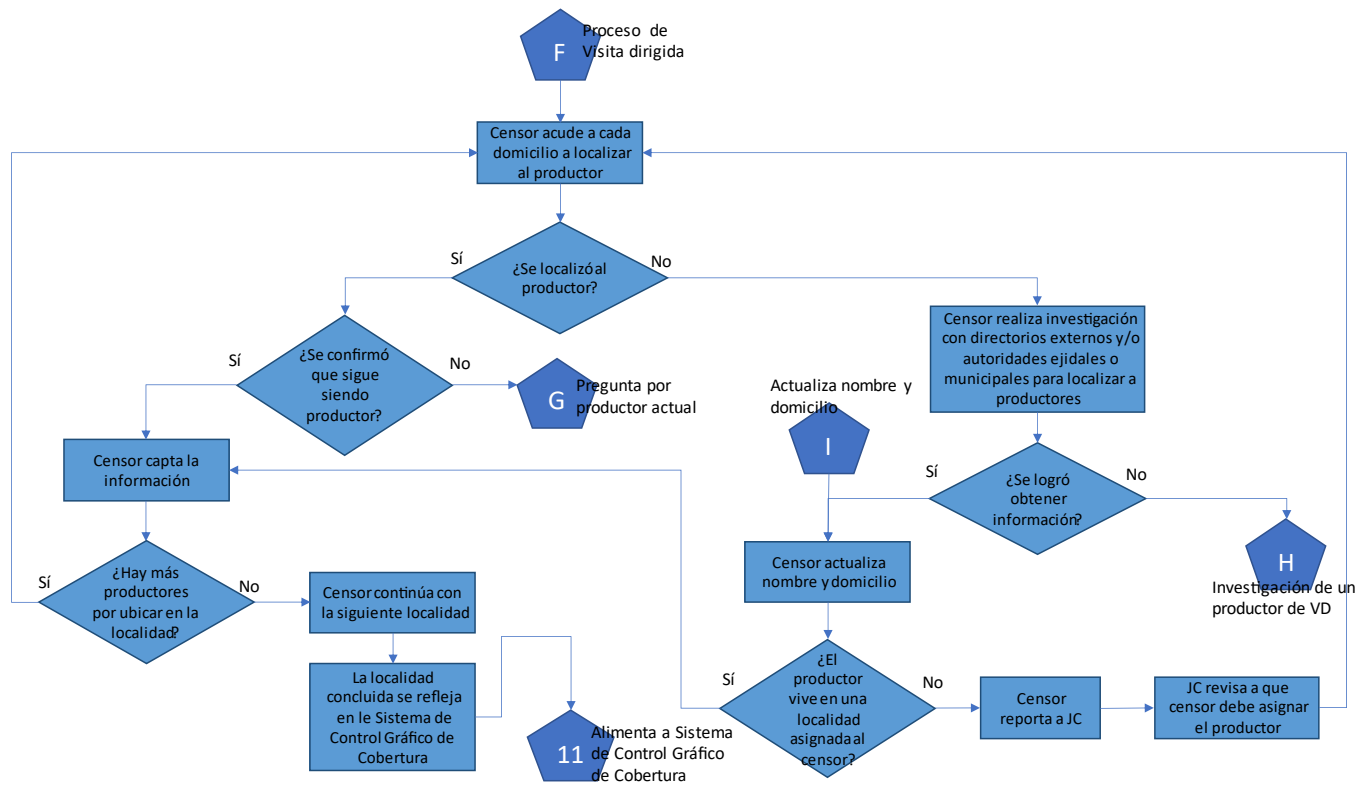 F
Proceso de
Visita dirigida
Censor acude a cada
domicilio a localizar
al productor
¿Se localizó al
productor?
Sí
No
¿Se confirmó
que sigue
siendo
productor?
Sí
No
G
Pregunta por
productor actual
Censor realiza investigación
con directorios externos y/o
autoridades ejidales o
municipales para localizar a
productores
Actualiza nombre y
domicilio
I
Censor capta la
información
¿Se logró
obtener
información?
Sí
No
H
Investigación de un
productor de VD
Censor actualiza
nombre y domicilio
¿Hay más
productores
por ubicar en la
localidad?
Sí
No
Censor continúa con
la siguiente localidad
La localidad
concluida se refleja
en le Sistema de
Control Gráfico de
Cobertura
11
Alimenta a Sistema
de Control Gráfico
de Cobertura
¿El
productor
vive en una
localidad
asignada al
censor?
Sí
No
Censor
reporta a JC
JC revisa a que
censor debe asignar
el productor